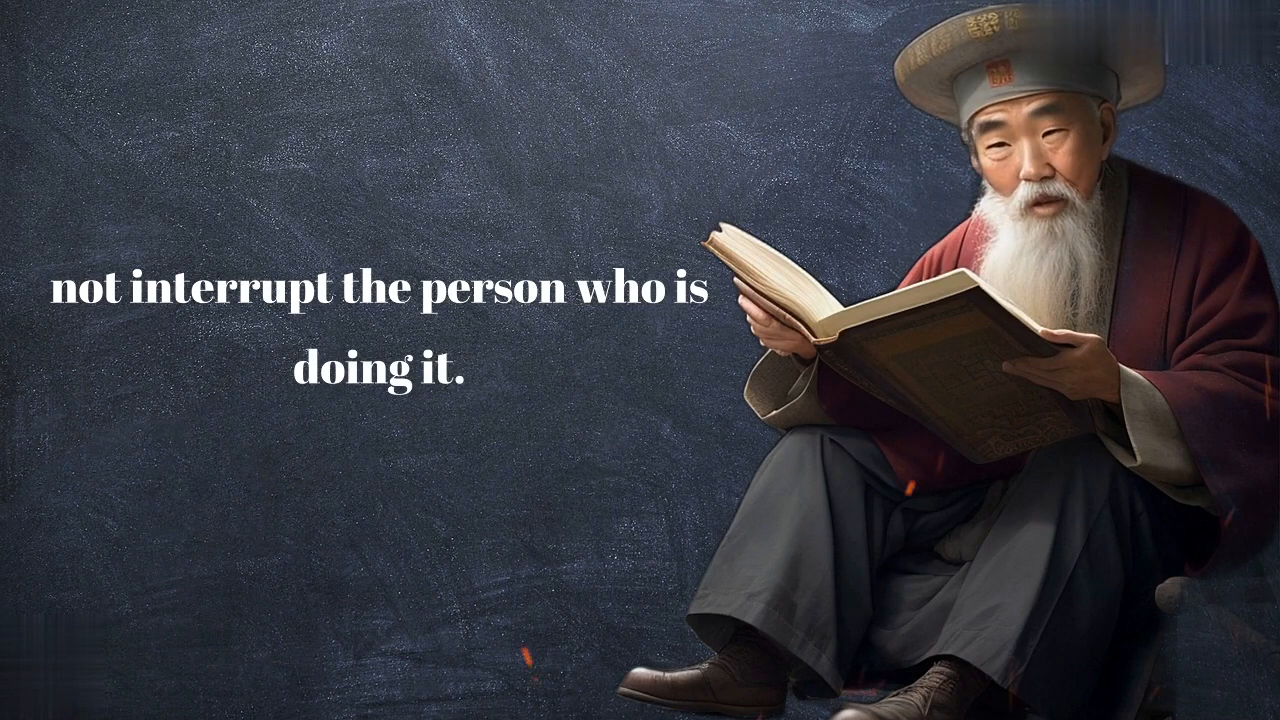 not interrupt the person who is
doing it.